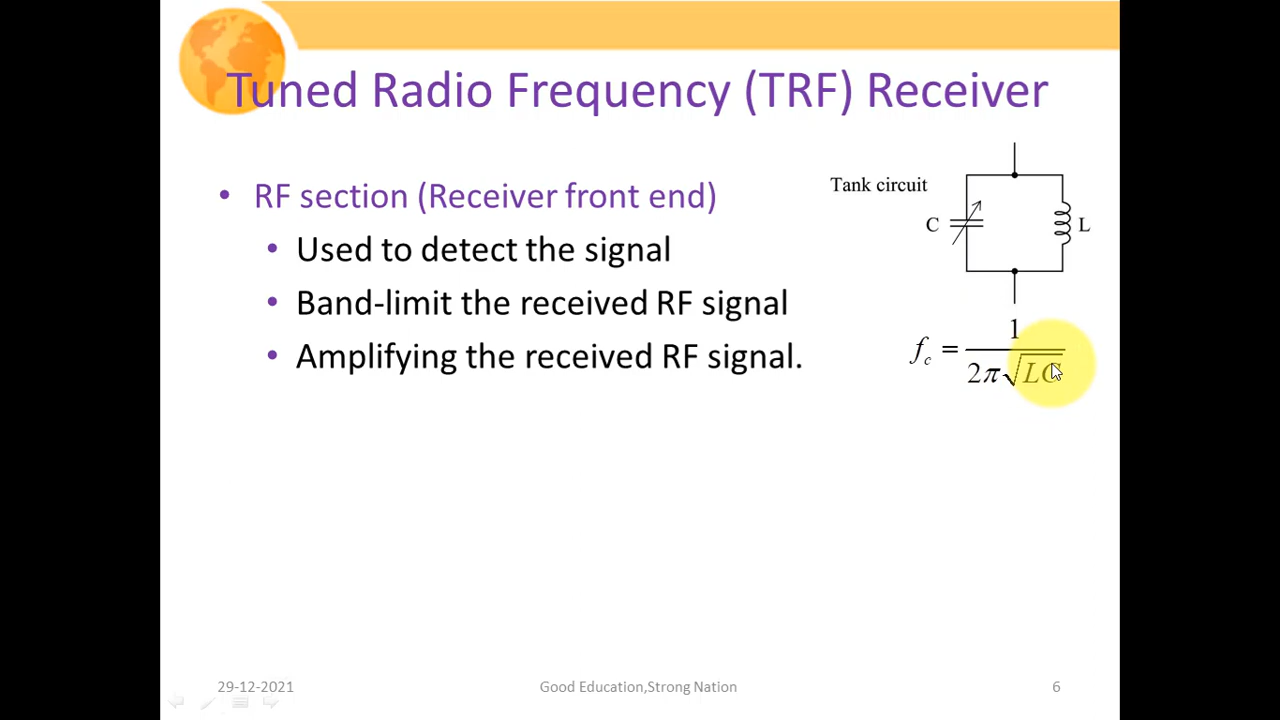 Tuned Radio Frequency (TRF) Receiver
• RF section (Receiver front end)
• Used to detect the signal
• Band-limit the received RF signal
• Amplifying the received RF signal.
Tank circuit
C
L
f_c = 1 / 2π√LC
29-12-2021
Good Education,Strong Nation
6